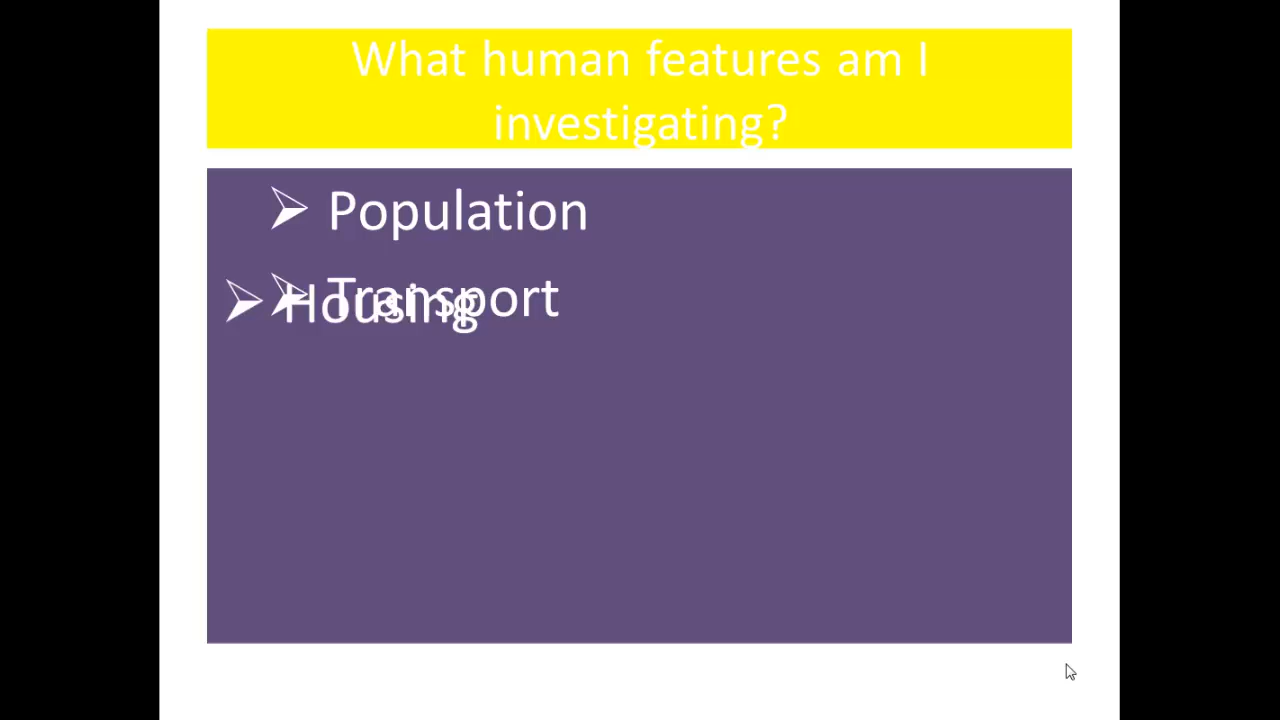 What human features am I
investigating?
Population
Transport
Housing